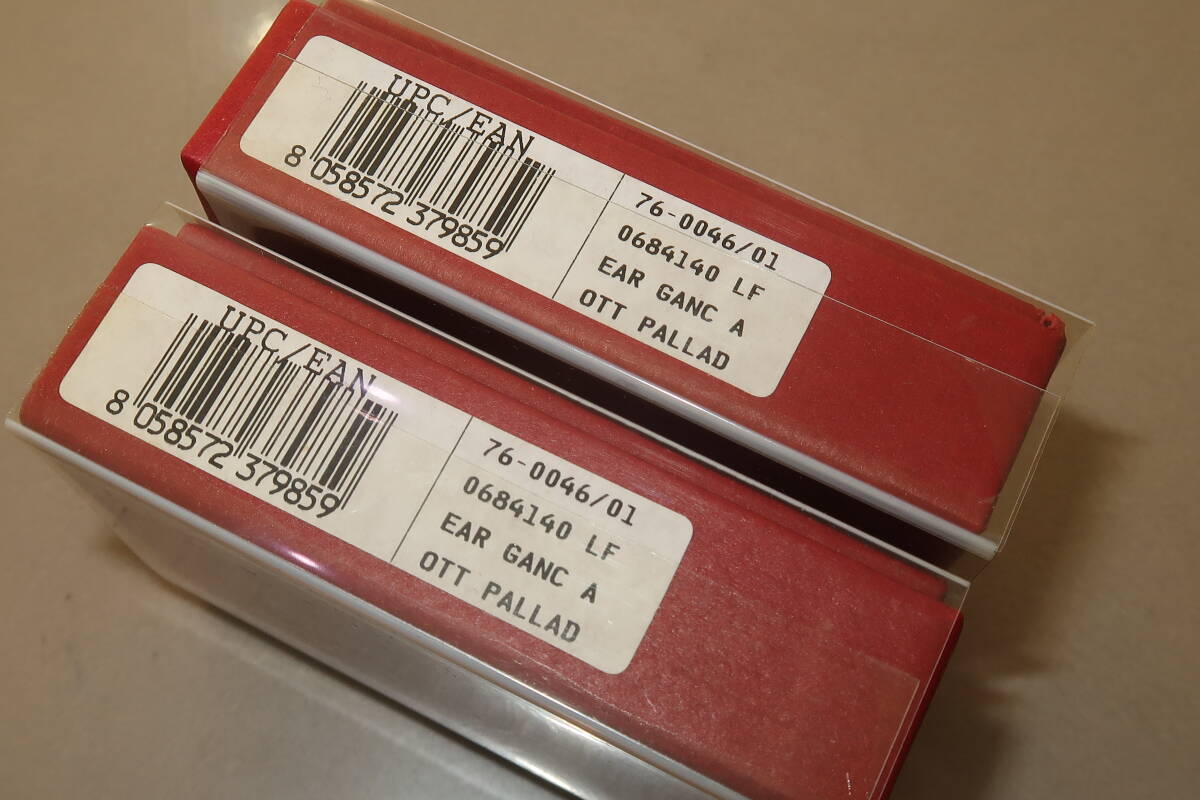 UPC/EAN
8 058572 379859
76-0046/01
0684140 LF
EAR GANC A
OTT PALLAD
UPC/EAN
8 058572 379859
76-0046/01
0684140 LF
EAR GANC A
OTT PALLAD